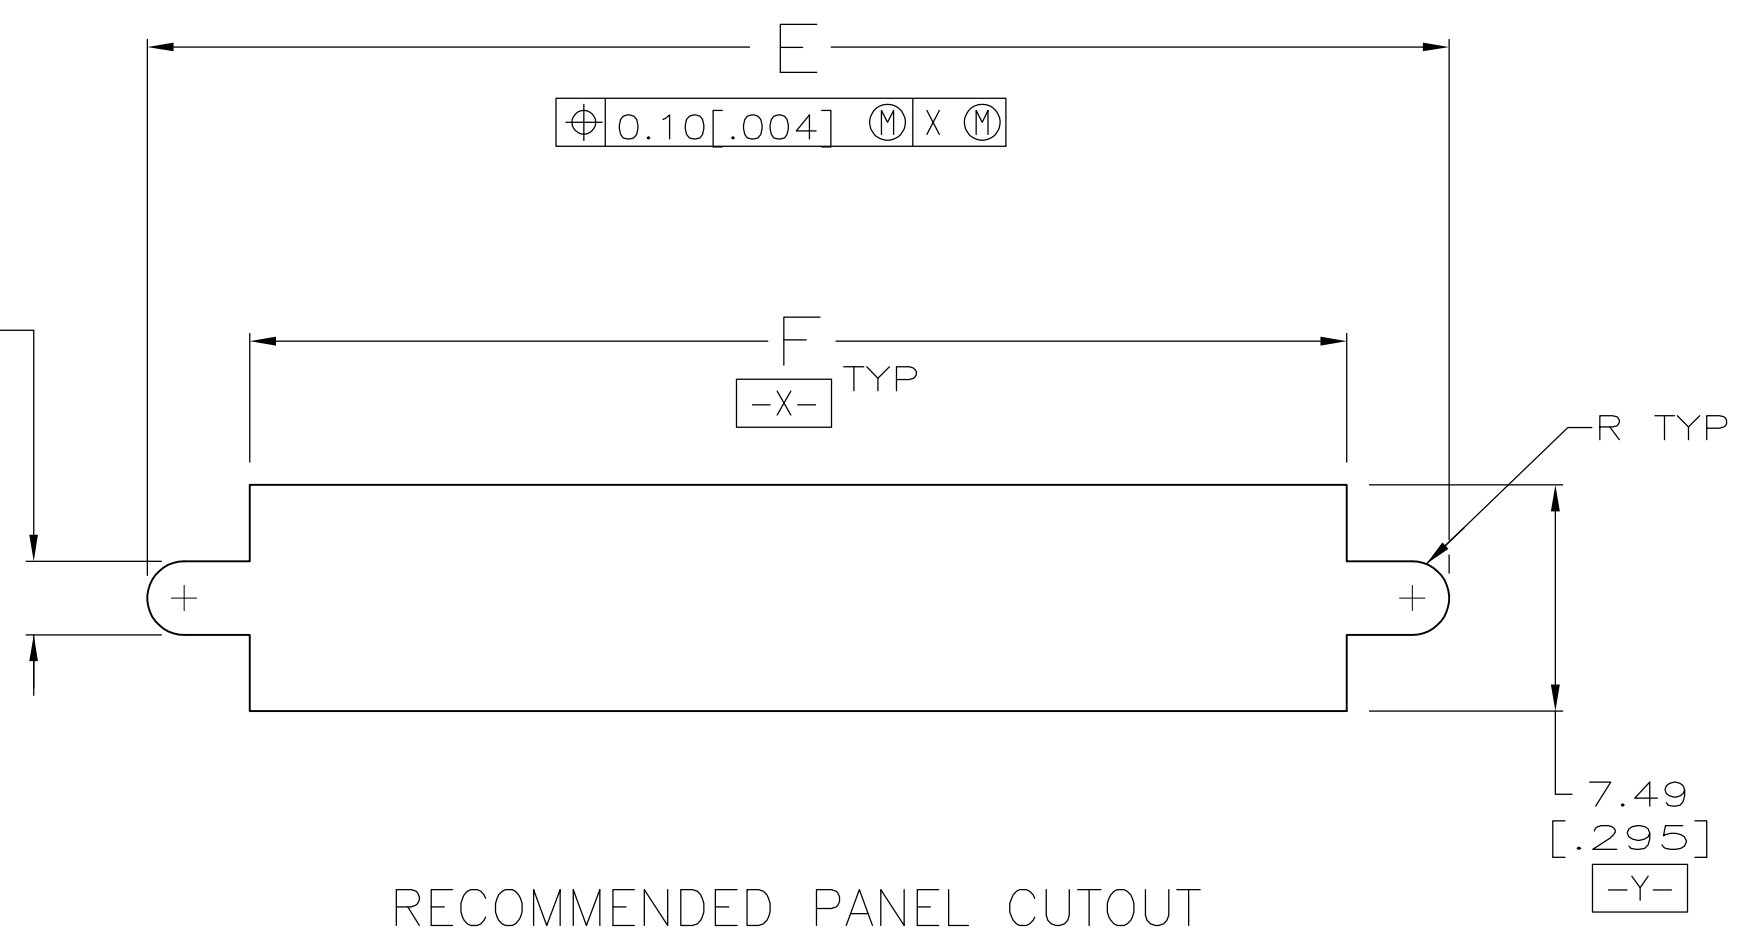 E
⌖ 0.10[.004] Ⓜ X Ⓜ
F
-X- TYP
R TYP
7.49
[.295]
-Y-
RECOMMENDED PANEL CUTOUT